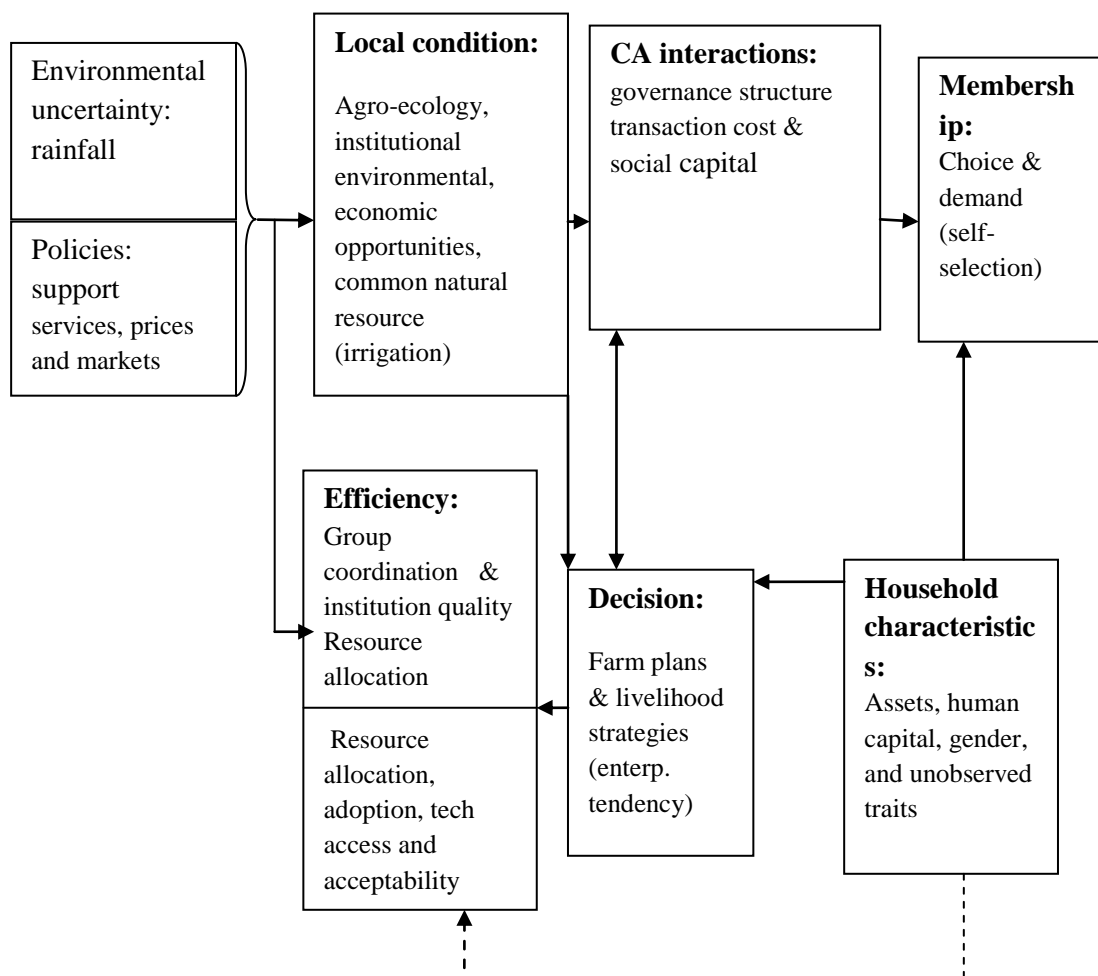 Environmental
uncertainty:
rainfall
Policies:
support
services, prices
and markets
Local condition:
Agro-ecology,
institutional
environmental,
economic
opportunities,
common natural
resource
(irrigation)
CA interactions:
governance structure
transaction cost &
social capital
Membersh
ip:
Choice &
demand
(self-
selection)
Efficiency:
Group
coordination &
institution quality
Resource
allocation
Resource
allocation,
adoption, tech
access and
acceptability
Decision:
Farm plans
& livelihood
strategies
(enterp.
tendency)
Household
characteristic
s:
Assets, human
capital, gender,
and unobserved
traits